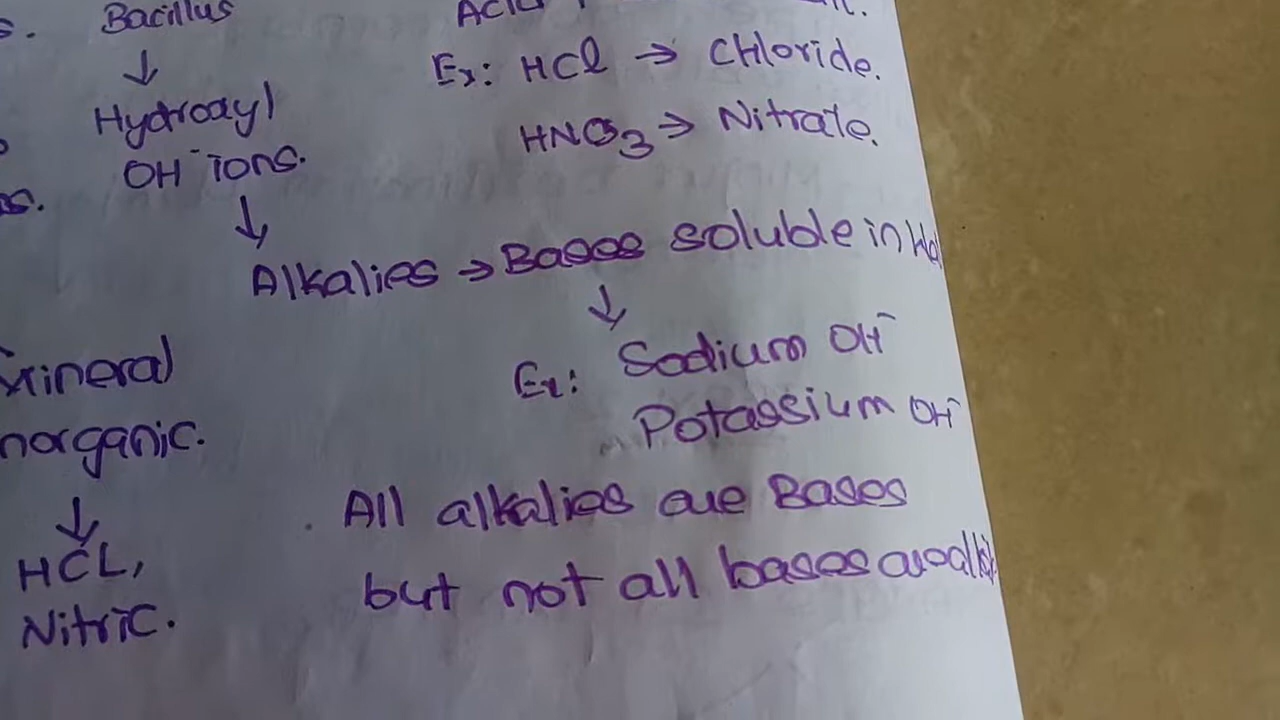 Bacillus
↓
Hydroxyl
OH⁻ ions.
↓
Alkalies → Bases soluble in
↓
Ex: Sodium OH⁻
Potassium OH⁻
Ex: HCl → Chloride.
HNO3 → Nitrate.
All alkalies are Bases
but not all bases are
Mineral
norganic.
↓
HCL,
Nitric.